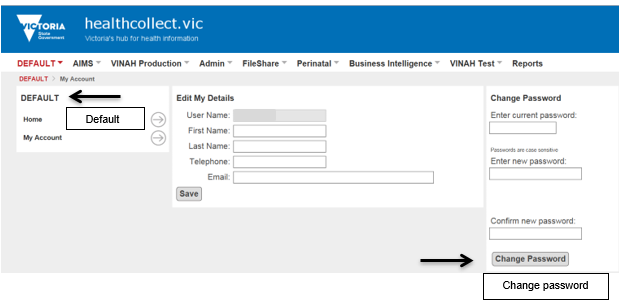 VICTORIA
State
Government
healthcollect.vic
Victoria's hub for health information
DEFAULT AIMS VINAH Production Admin FileShare Perinatal Business Intelligence VINAH Test Reports
DEFAULT > My Account
DEFAULT
Home
My Account
Default
Edit My Details
User Name:
First Name:
Last Name:
Telephone:
Email:
Save
Change Password
Enter current password:
Passwords are case sensitive
Enter new password:
Confirm new password:
Change Password
Change password